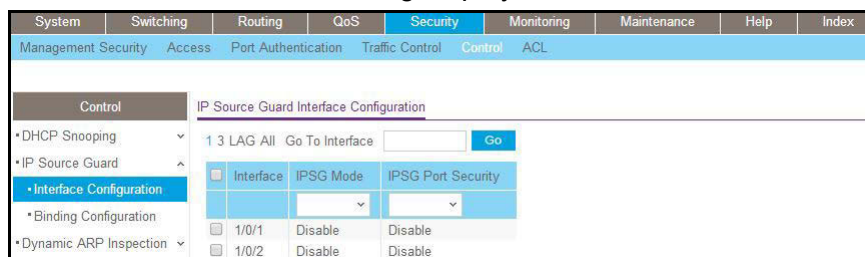 System Switching Routing QoS Security Monitoring Maintenance Help Index
Management Security Access Port Authentication Traffic Control Control ACL
Control
IP Source Guard Interface Configuration
DHCP Snooping
1 3 LAG All Go To Interface Go
IP Source Guard
Interface IPSG Mode IPSG Port Security
Interface Configuration
Binding Configuration
1/0/1 Disable Disable
Dynamic ARP Inspection
1/0/2 Disable Disable